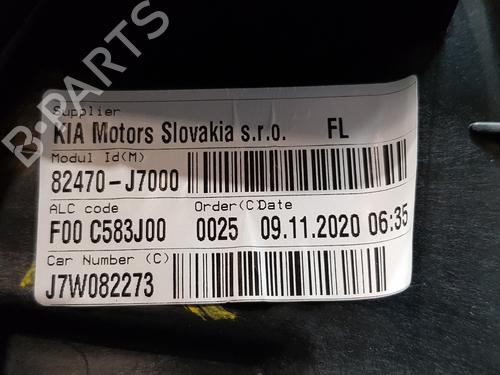 B-PARTS
Supplier
KIA Motors Slovakia s.r.o. FL
Modul Id(M)
82470-J7000
ALC code Order(C)Date
F00 C583J00 0025 09.11.2020 06:35
Car Number (C)
J7W082273